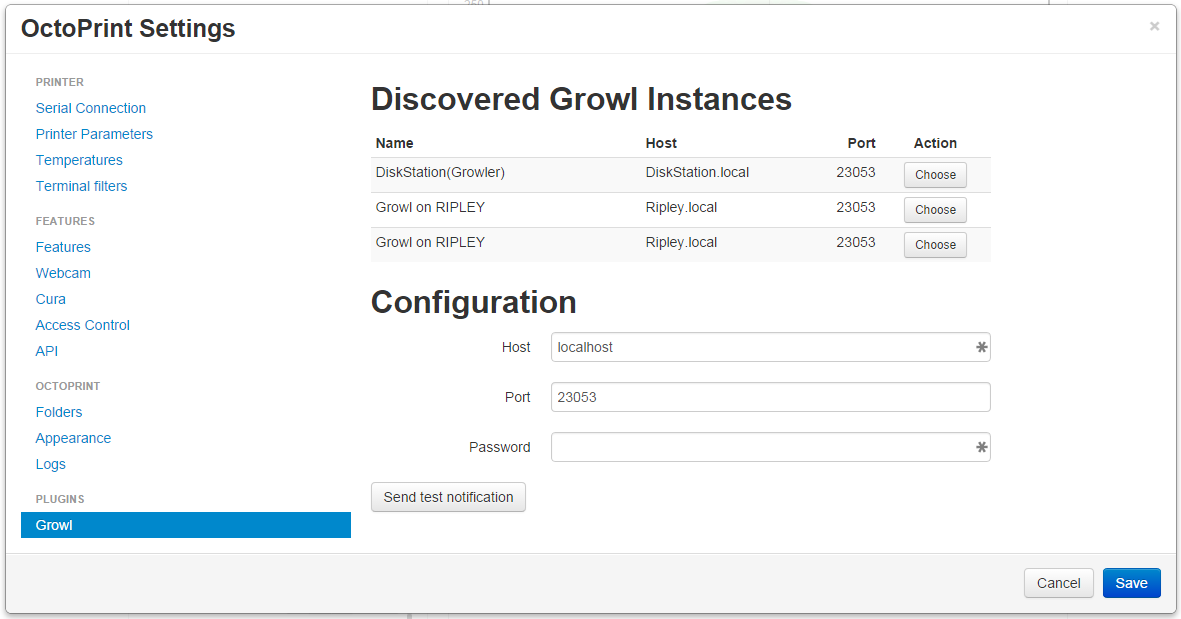 OctoPrint Settings ×
PRINTER
Serial Connection
Printer Parameters
Temperatures
Terminal filters
FEATURES
Features
Webcam
Cura
Access Control
API
OCTOPRINT
Folders
Appearance
Logs
PLUGINS
Growl
Discovered Growl Instances
Name Host Port Action
DiskStation(Growler) DiskStation.local 23053 Choose
Growl on RIPLEY Ripley.local 23053 Choose
Growl on RIPLEY Ripley.local 23053 Choose
Configuration
Host localhost
Port 23053
Password
Send test notification
Cancel Save